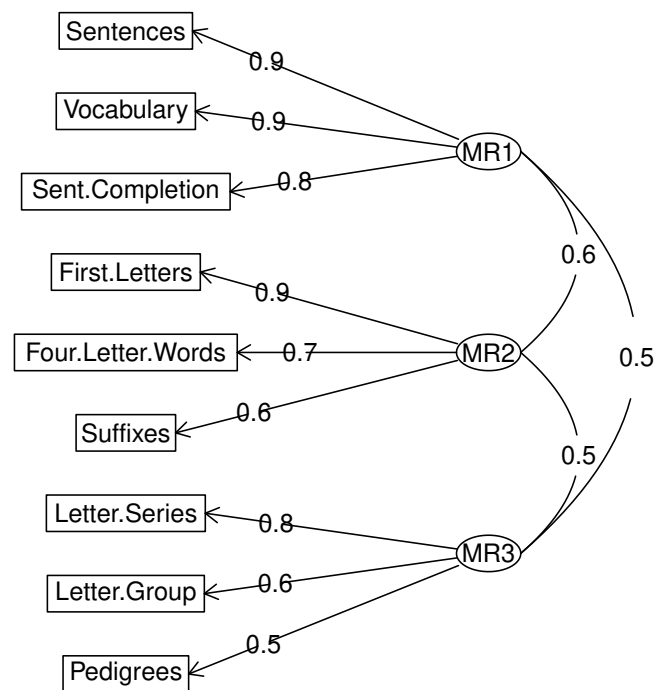 Sentences
0.9
Vocabulary
0.9
MR1
Sent.Completion
0.8
0.6
First.Letters
0.9
Four.Letter.Words
0.7
MR2
0.5
0.6
Suffixes
0.5
Letter.Series
0.8
MR3
Letter.Group
0.6
0.5
Pedigrees